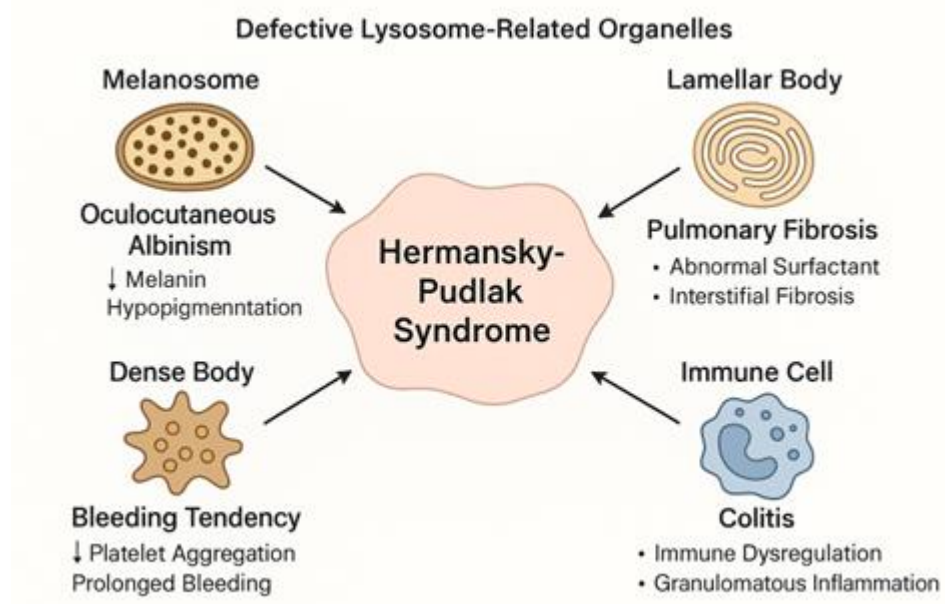 Defective Lysosome-Related Organelles
Melanosome
Oculocutaneous
Albinism
↓ Melanin
Hypopigmenntation
Lamellar Body
Pulmonary Fibrosis
• Abnormal Surfactant
• Interstifial Fibrosis
Hermansky-
Pudlak
Syndrome
Dense Body
Bleeding Tendency
↓ Platelet Aggregation
Prolonged Bleeding
Immune Cell
Colitis
• Immune Dysregulation
• Granulomatous Inflammation